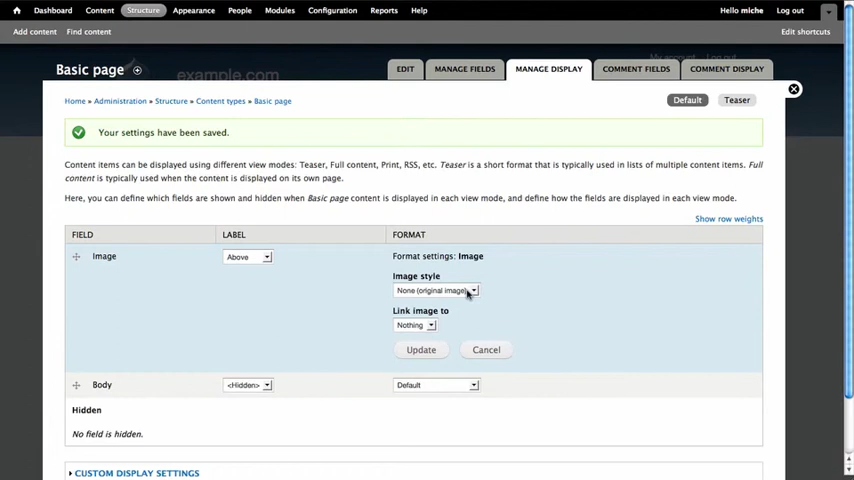 Dashboard Content Structure Appearance People Modules Configuration Reports Help Hello miche Log out
Add content Find content Edit shortcuts
My account Log out
Basic page example.com EDIT MANAGE FIELDS MANAGE DISPLAY COMMENT FIELDS COMMENT DISPLAY
Home » Administration » Structure » Content types » Basic page Default Teaser
Your settings have been saved.
Content items can be displayed using different view modes: Teaser, Full content, Print, RSS, etc. Teaser is a short format that is typically used in lists of multiple content items. Full
content is typically used when the content is displayed on its own page.
Here, you can define which fields are shown and hidden when Basic page content is displayed in each view mode, and define how the fields are displayed in each view mode.
Show row weights
FIELD LABEL FORMAT
Image Above Format settings: Image
Image style
None (original image)
Link image to
Nothing
Update Cancel
Body <Hidden> Default
Hidden
No field is hidden.
CUSTOM DISPLAY SETTINGS